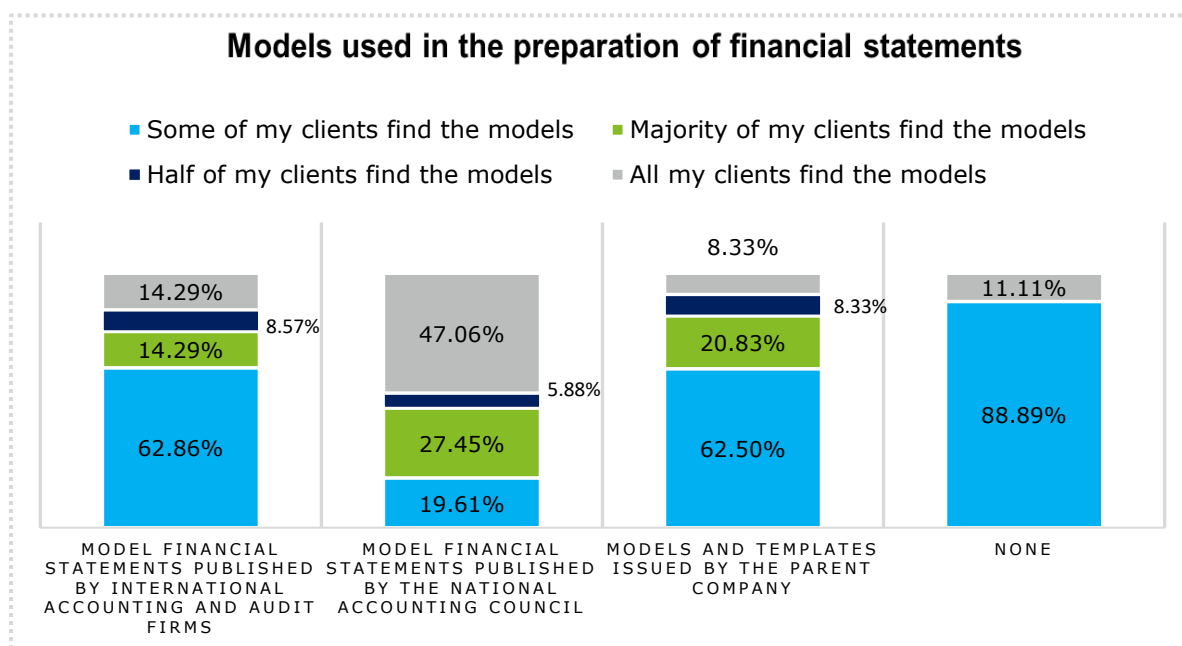 Models used in the preparation of financial statements
Some of my clients find the models
Majority of my clients find the models
Half of my clients find the models
All my clients find the models
14.29%
8.57%
14.29%
62.86%
47.06%
5.88%
27.45%
19.61%
8.33%
8.33%
20.83%
62.50%
11.11%
88.89%
MODEL FINANCIAL
STATEMENTS PUBLISHED
BY INTERNATIONAL
ACCOUNTING AND AUDIT
FIRMS
MODEL FINANCIAL
STATEMENTS PUBLISHED
BY THE NATIONAL
ACCOUNTING COUNCIL
MODELS AND TEMPLATES
ISSUED BY THE PARENT
COMPANY
NONE